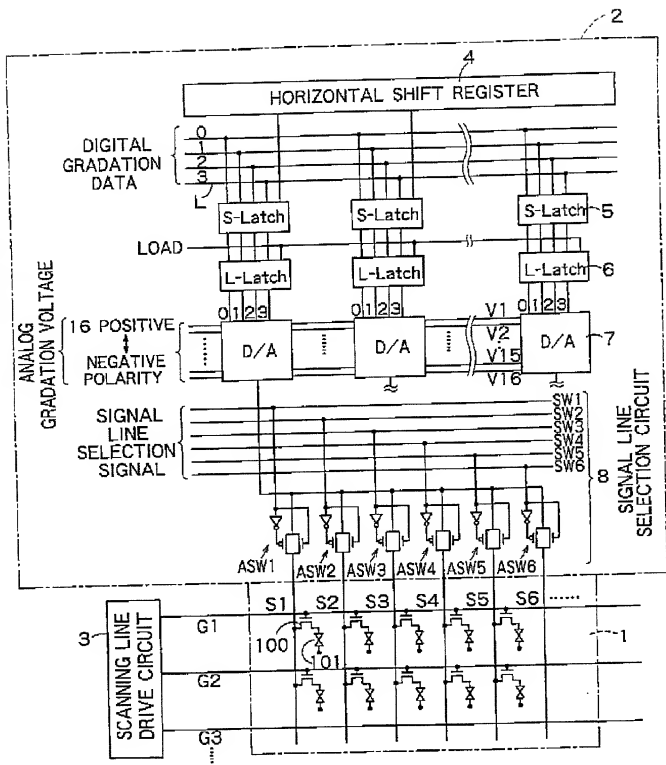 2
4
HORIZONTAL SHIFT REGISTER
DIGITAL
GRADATION
DATA
0
1
2
3
L
S-Latch
S-Latch
S-Latch
5
LOAD
L-Latch
L-Latch
L-Latch
6
0 1 2 3
0 1 2 3
0 1 2 3
ANALOG
GRADATION VOLTAGE
16 POSITIVE
NEGATIVE
POLARITY
D/A
D/A
D/A
7
V1
V2
V15
V16
SIGNAL
LINE
SELECTION
SIGNAL
SW1
SW2
SW3
SW4
SW5
SW6
8
SIGNAL LINE
SELECTION CIRCUIT
ASW1
ASW2
ASW3
ASW4
ASW5
ASW6
S1
S2
S3
S4
S5
S6
3
SCANNING LINE
DRIVE CIRCUIT
G1
100
101
1
G2
G3